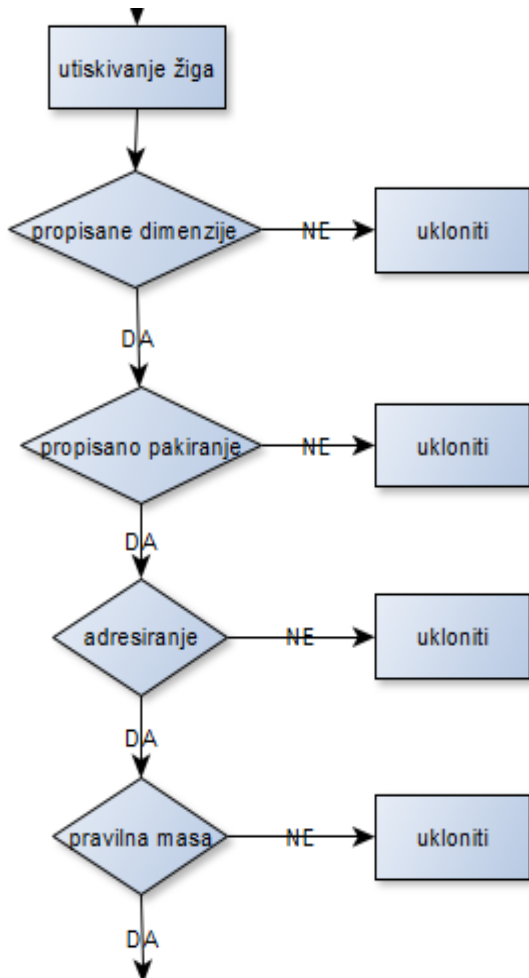 utiskivanje žiga
propisane dimenzije
NE
ukloniti
DA
propisano pakiranje
NE
ukloniti
DA
adresiranje
NE
ukloniti
DA
pravilna masa
NE
ukloniti
DA